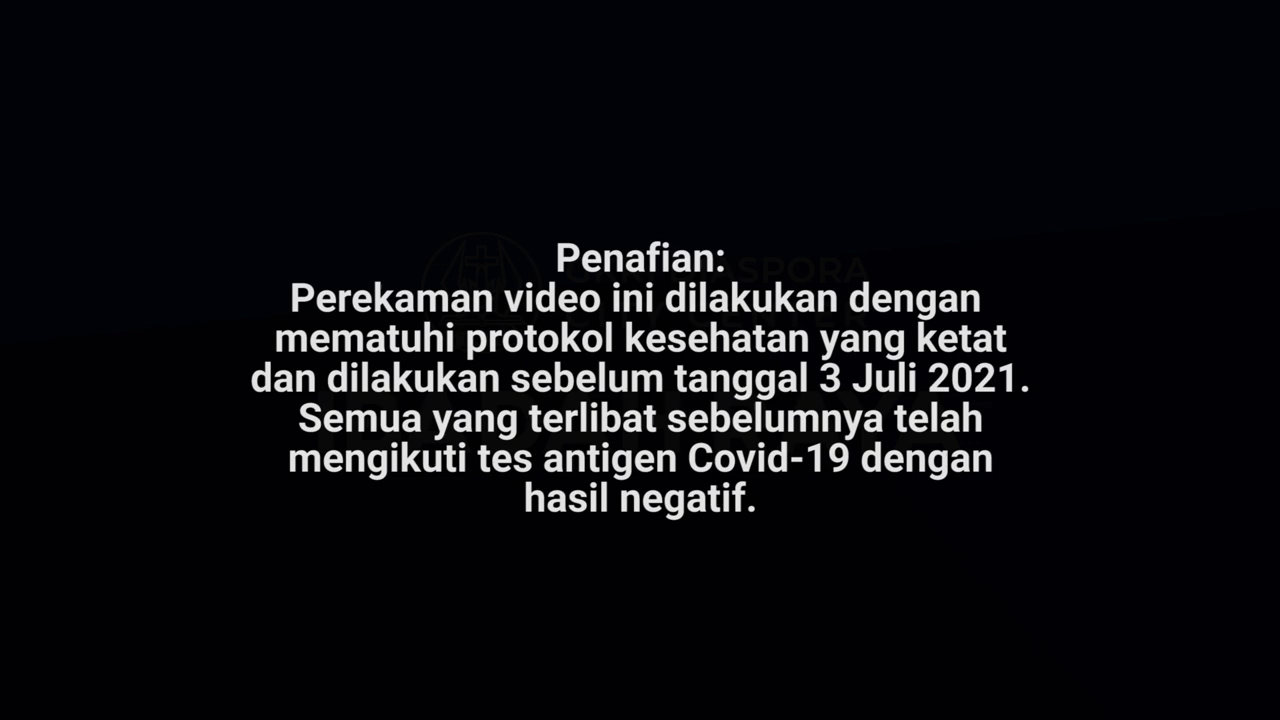 Penafian:
Perekaman video ini dilakukan dengan
mematuhi protokol kesehatan yang ketat
dan dilakukan sebelum tanggal 3 Juli 2021.
Semua yang terlibat sebelumnya telah
mengikuti tes antigen Covid-19 dengan
hasil negatif.